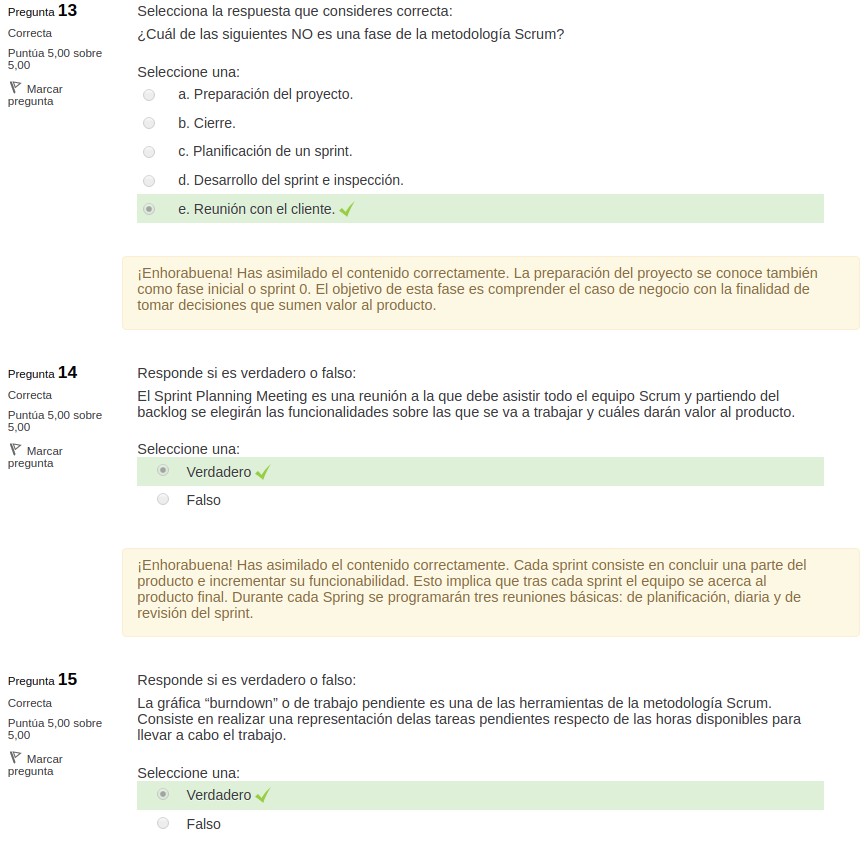 Pregunta 13
Correcta
Puntúa 5,00 sobre
5,00
Marcar
pregunta
Selecciona la respuesta que consideres correcta:
¿Cuál de las siguientes NO es una fase de la metodología Scrum?
Seleccione una:
a. Preparación del proyecto.
b. Cierre.
c. Planificación de un sprint.
d. Desarrollo del sprint e inspección.
e. Reunión con el cliente.
¡Enhorabuena! Has asimilado el contenido correctamente. La preparación del proyecto se conoce también
como fase inicial o sprint 0. El objetivo de esta fase es comprender el caso de negocio con la finalidad de
tomar decisiones que sumen valor al producto.
Pregunta 14
Correcta
Puntúa 5,00 sobre
5,00
Marcar
pregunta
Responde si es verdadero o falso:
El Sprint Planning Meeting es una reunión a la que debe asistir todo el equipo Scrum y partiendo del
backlog se elegirán las funcionalidades sobre las que se va a trabajar y cuáles darán valor al producto.
Seleccione una:
Verdadero
Falso
¡Enhorabuena! Has asimilado el contenido correctamente. Cada sprint consiste en concluir una parte del
producto e incrementar su funcionabilidad. Esto implica que tras cada sprint el equipo se acerca al
producto final. Durante cada Spring se programarán tres reuniones básicas: de planificación, diaria y de
revisión del sprint.
Pregunta 15
Correcta
Puntúa 5,00 sobre
5,00
Marcar
pregunta
Responde si es verdadero o falso:
La gráfica “burndown” o de trabajo pendiente es una de las herramientas de la metodología Scrum.
Consiste en realizar una representación delas tareas pendientes respecto de las horas disponibles para
llevar a cabo el trabajo.
Seleccione una:
Verdadero
Falso